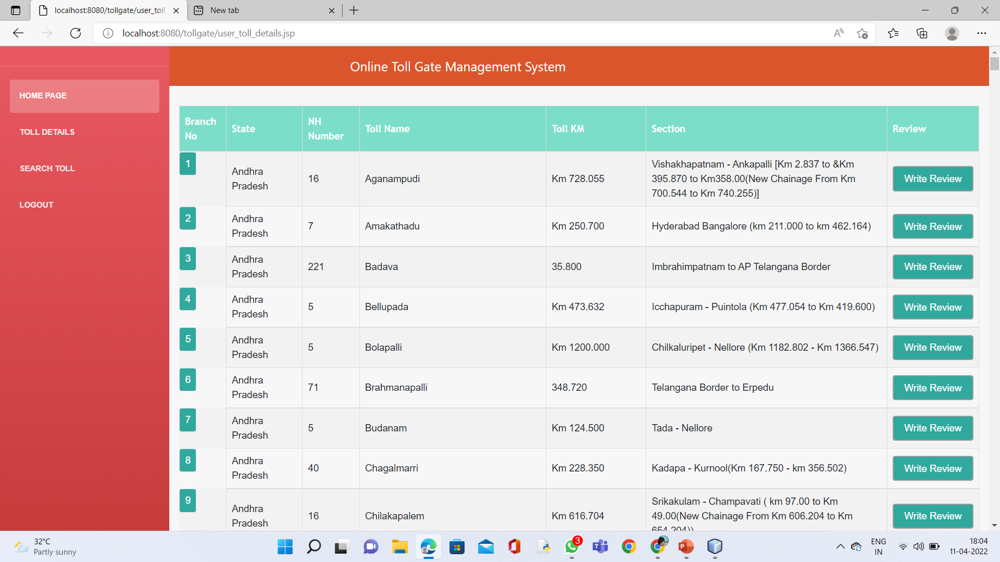 localhost:8080/tollgate/user_toll_
New tab
localhost:8080/tollgate/user_toll_details.jsp
Online Toll Gate Management System
HOME PAGE
TOLL DETAILS
SEARCH TOLL
LOGOUT
Branch No State NH Number Toll Name Toll KM Section Review
1 Andhra Pradesh 16 Aganampudi Km 728.055 Vishakhapatnam - Ankapalli [Km 2.837 to &Km 395.870 to Km358.00(New Chainage From Km 700.544 to Km 740.255)] Write Review
2 Andhra Pradesh 7 Amakathadu Km 250.700 Hyderabad Bangalore (km 211.000 to km 462.164) Write Review
3 Andhra Pradesh 221 Badava 35.800 Imbrahimpatnam to AP Telangana Border Write Review
4 Andhra Pradesh 5 Bellupada Km 473.632 Icchapuram - Puintola (Km 477.054 to Km 419.600) Write Review
5 Andhra Pradesh 5 Bolapalli Km 1200.000 Chilkaluripet - Nellore (Km 1182.802 - Km 1366.547) Write Review
6 Andhra Pradesh 71 Brahmanapalli 348.720 Telangana Border to Erpedu Write Review
7 Andhra Pradesh 5 Budanam Km 124.500 Tada - Nellore Write Review
8 Andhra Pradesh 40 Chagalmarri Km 228.350 Kadapa - Kurnool(Km 167.750 - km 356.502) Write Review
9 Andhra Pradesh 16 Chilakapalem Km 616.704 Srikakulam - Champavati ( km 97.00 to Km 49.00(New Chainage From Km 606.204 to Km 654.204)) Write Review
32°C
Partly sunny
3
ENG
IN
18:04
11-04-2022